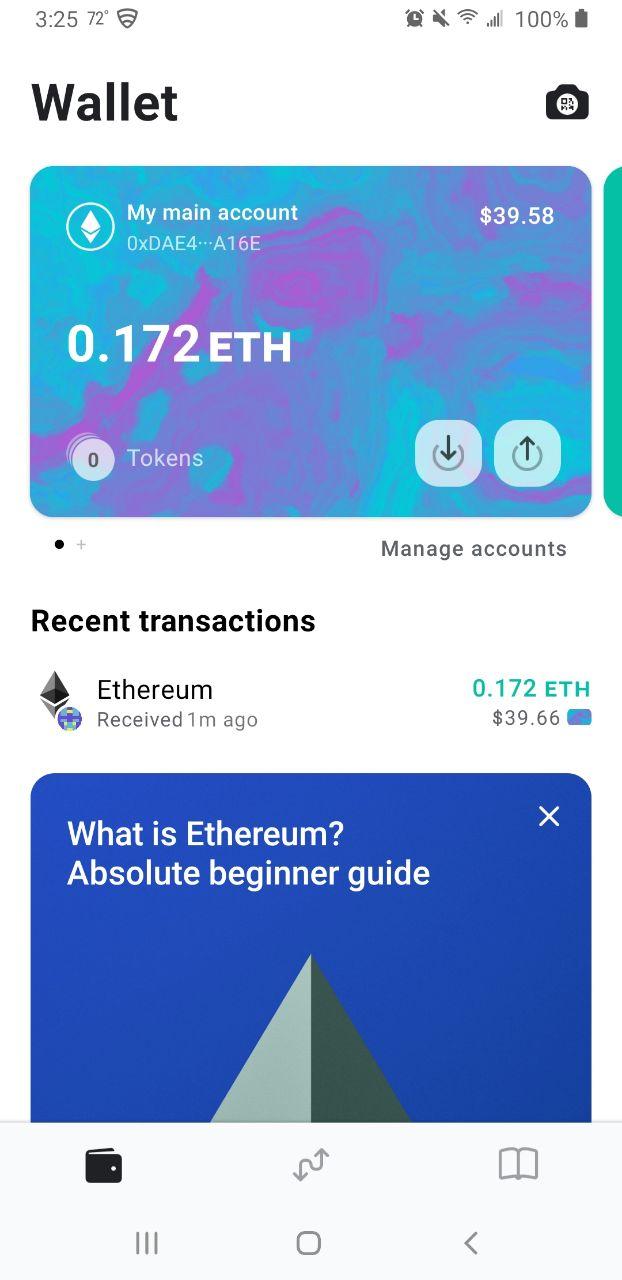 3:25 72° 100%
Wallet
My main account $39.58
0xDAE4···A16E
0.172 ETH
0 Tokens
+ Manage accounts
Recent transactions
Ethereum 0.172 ETH
Received 1m ago $39.66
What is Ethereum?
Absolute beginner guide